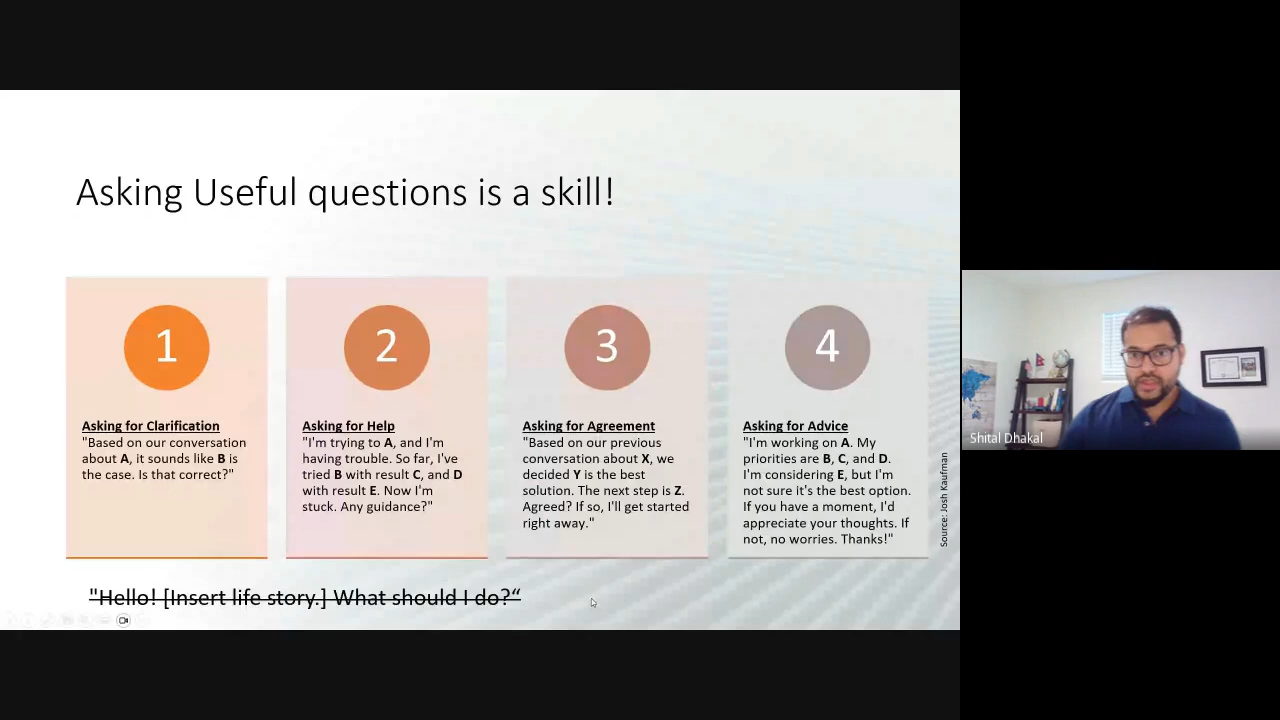 Asking Useful questions is a skill!
1
Asking for Clarification
"Based on our conversation
about A, it sounds like B is
the case. Is that correct?"
2
Asking for Help
"I'm trying to A, and I'm
having trouble. So far, I've
tried B with result C, and D
with result E. Now I'm
stuck. Any guidance?"
3
Asking for Agreement
"Based on our previous
conversation about X, we
decided Y is the best
solution. The next step is Z.
Agreed? If so, I'll get started
right away."
4
Asking for Advice
"I'm working on A. My
priorities are B, C, and D.
I'm considering E, but I'm
not sure it's the best option.
If you have a moment, I'd
appreciate your thoughts. If
not, no worries. Thanks!"
Source: Josh Kaufman
"Hello! [Insert life story.] What should I do?“
Shital Dhakal